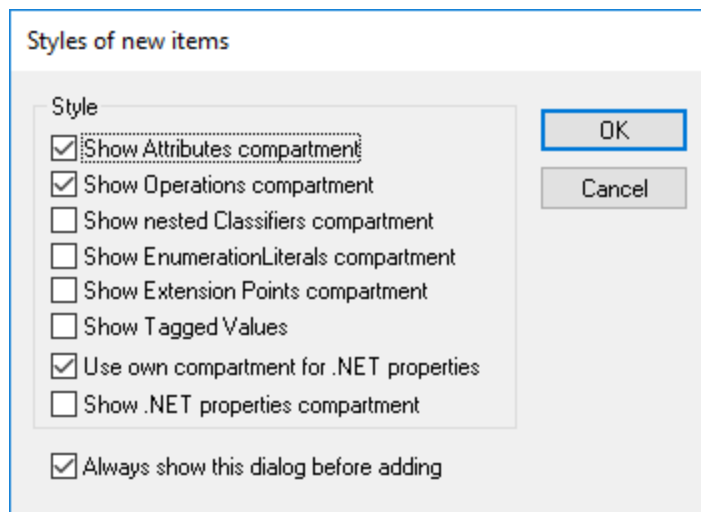 Styles of new items
Style
Show Attributes compartment
Show Operations compartment
Show nested Classifiers compartment
Show EnumerationLiterals compartment
Show Extension Points compartment
Show Tagged Values
Use own compartment for .NET properties
Show .NET properties compartment
Always show this dialog before adding
OK
Cancel